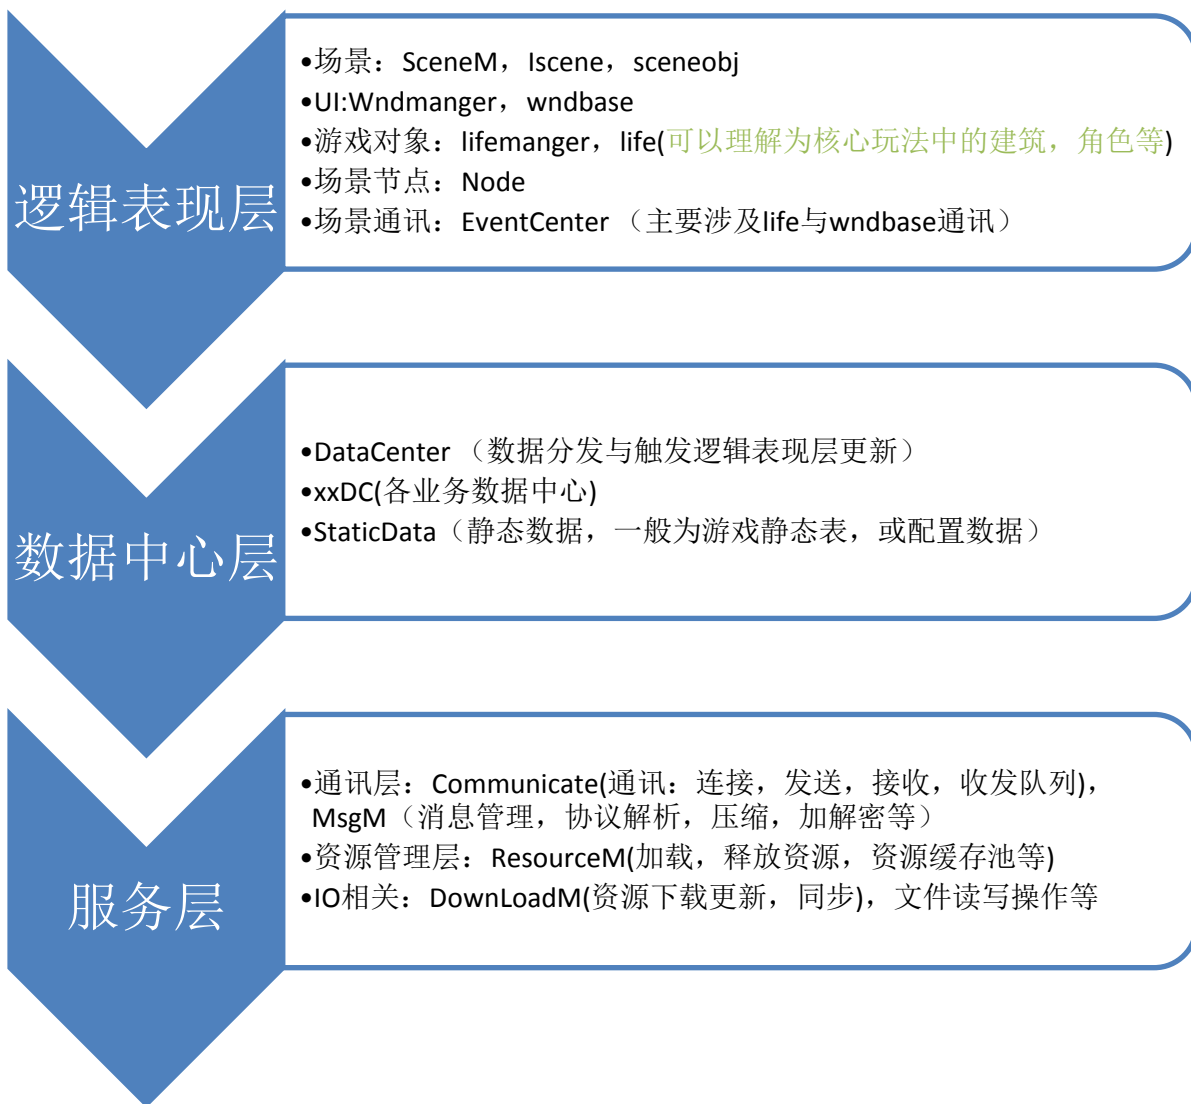 逻辑表现层
•场景：SceneM，Iscene，sceneobj
•UI:Wndmanger，wndbase
•游戏对象：lifemanger，life(可以理解为核心玩法中的建筑，角色等)
•场景节点：Node
•场景通讯：EventCenter （主要涉及life与wndbase通讯）
数据中心层
•DataCenter （数据分发与触发逻辑表现层更新）
•xxDC(各业务数据中心)
•StaticData（静态数据，一般为游戏静态表，或配置数据）
服务层
•通讯层：Communicate(通讯：连接，发送，接收，收发队列)，
MsgM（消息管理，协议解析，压缩，加解密等）
•资源管理层：ResourceM(加载，释放资源，资源缓存池等)
•IO相关：DownLoadM(资源下载更新，同步)，文件读写操作等